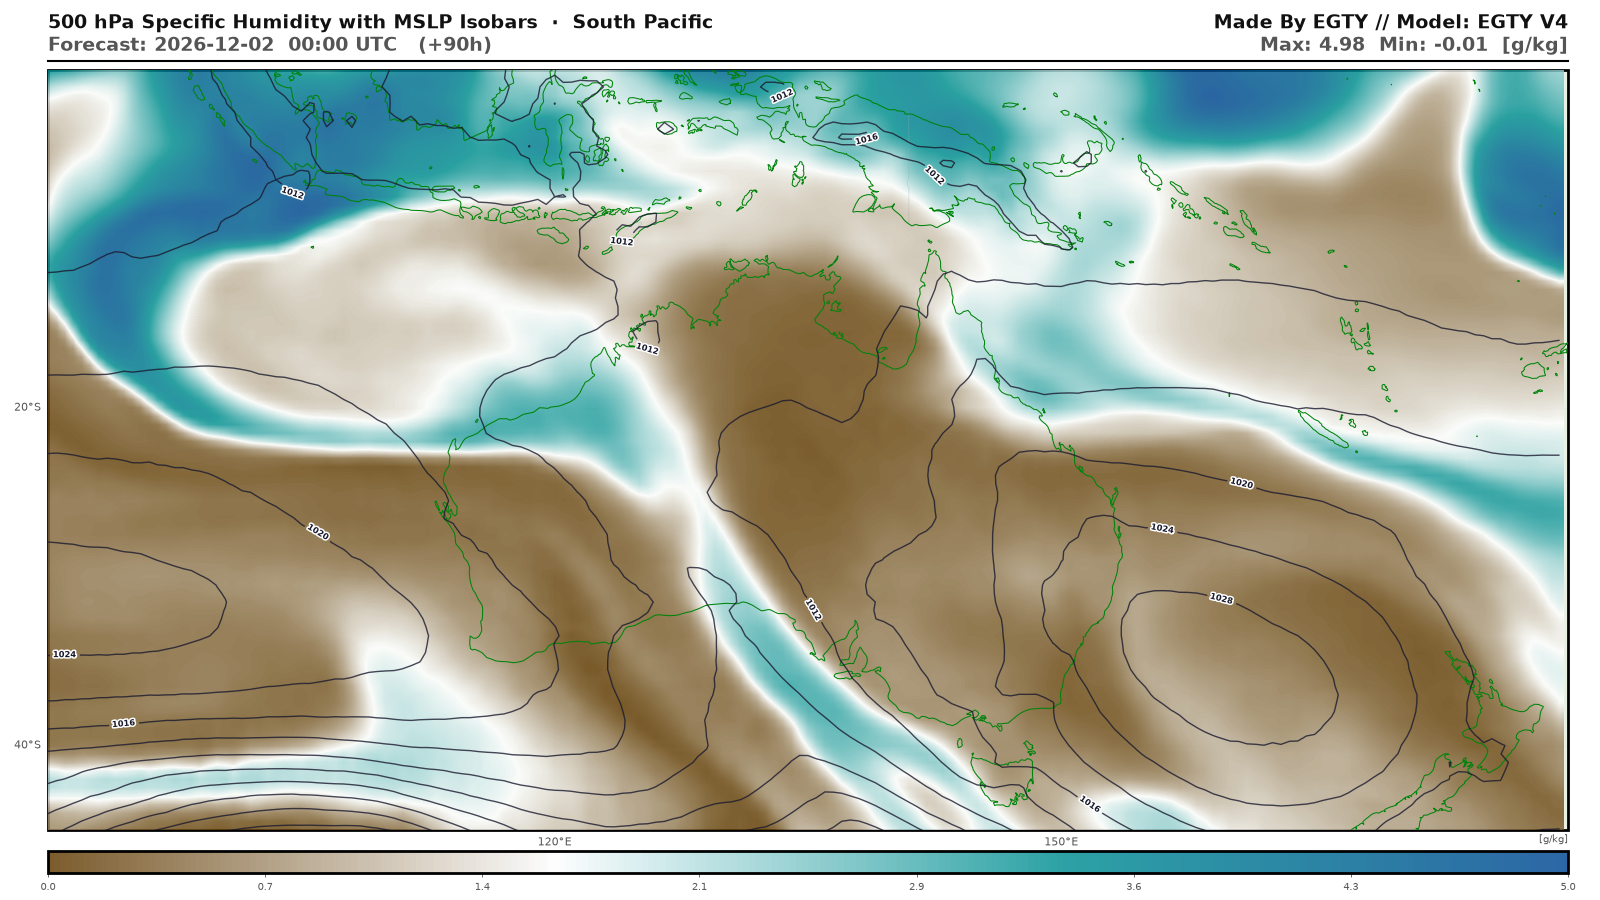 500 hPa Specific Humidity with MSLP Isobars · South Pacific
Made By EGTY // Model: EGTY V4
Forecast: 2026-12-02 00:00 UTC (+90h)
Max: 4.98 Min: -0.01 [g/kg]
1012
1016
1012
1012
1012
1012
20°S
1020
1020
1024
1028
1012
1024
1016
40°S
1016
120°E
150°E
[g/kg]
0.0
0.7
1.4
2.1
2.9
3.6
4.3
5.0